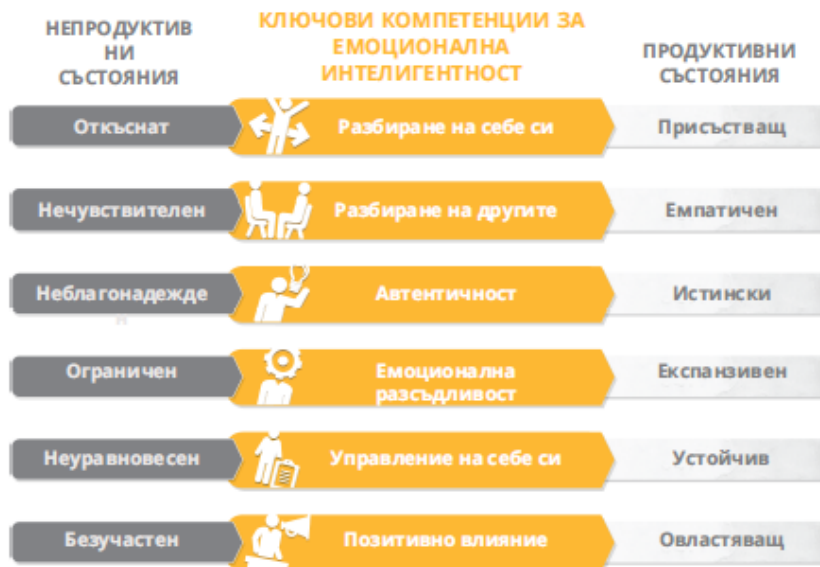 НЕПРОДУКТИВ
НИ
СЪСТОЯНИЯ
КЛЮЧОВИ КОМПЕТЕНЦИИ ЗА
ЕМОЦИОНАЛНА
ИНТЕЛИГЕНТНОСТ
ПРОДУКТИВНИ
СЪСТОЯНИЯ
Откъснат
Разбиране на себе си
Присъстващ
Нечувствителен
Разбиране на другите
Емпатичен
Неблагонадежде
н
Автентичност
Истински
Ограничен
Емоционална
разсъдливост
Експанзивен
Неуравновесен
Управление на себе си
Устойчив
Безучастен
Позитивно влияние
Овластяващ